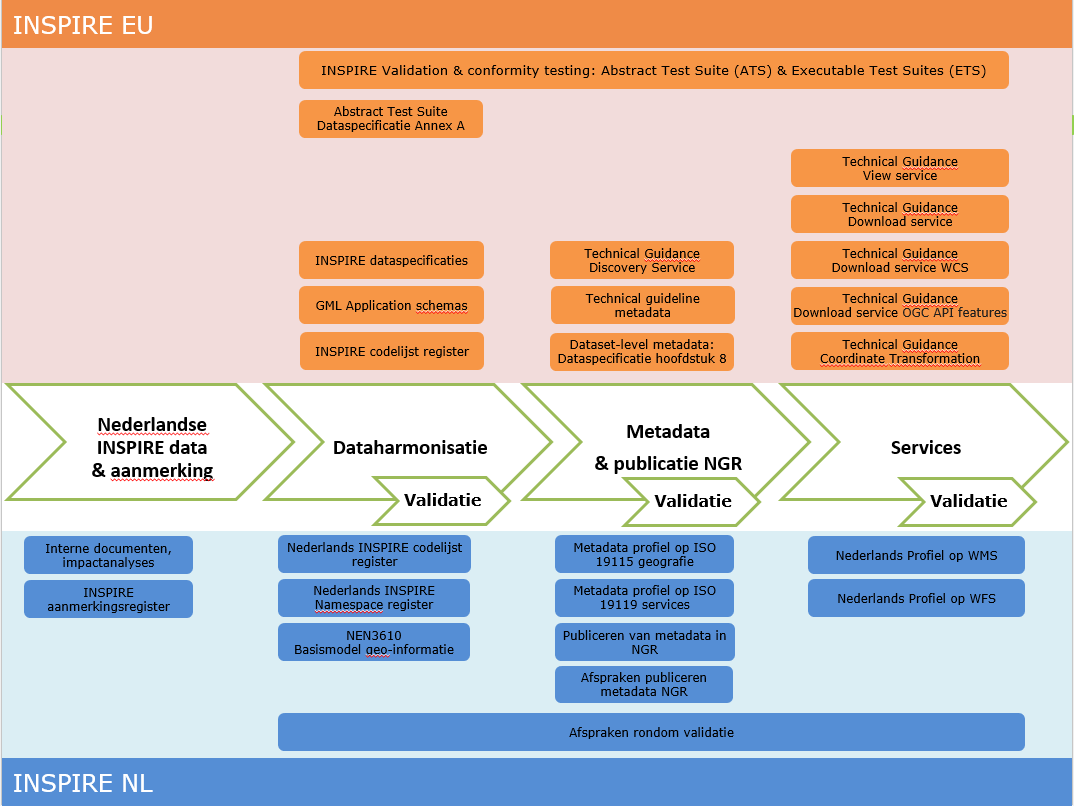 INSPIRE EU
INSPIRE Validation & conformity testing: Abstract Test Suite (ATS) & Executable Test Suites (ETS)
Abstract Test Suite
Dataspecificatie Annex A
Technical Guidance
View service
Technical Guidance
Download service
INSPIRE dataspecificaties
Technical Guidance
Discovery Service
Technical Guidance
Download service WCS
GML Application schemas
Technical guideline
metadata
Technical Guidance
Download service OGC API features
INSPIRE codelijst register
Dataset-level metadata:
Dataspecificatie hoofdstuk 8
Technical Guidance
Coordinate Transformation
Nederlandse
INSPIRE data
& aanmerking
Dataharmonisatie
Validatie
Metadata
& publicatie NGR
Validatie
Services
Validatie
Interne documenten,
impactanalyses
INSPIRE
aanmerkingsregister
Nederlands INSPIRE codelijst
register
Nederlands INSPIRE
Namespace register
NEN3610
Basismodel geo-informatie
Metadata profiel op ISO
19115 geografie
Metadata profiel op ISO
19119 services
Publiceren van metadata in
NGR
Afspraken publiceren
metadata NGR
Nederlands Profiel op WMS
Nederlands Profiel op WFS
Afspraken rondom validatie
INSPIRE NL